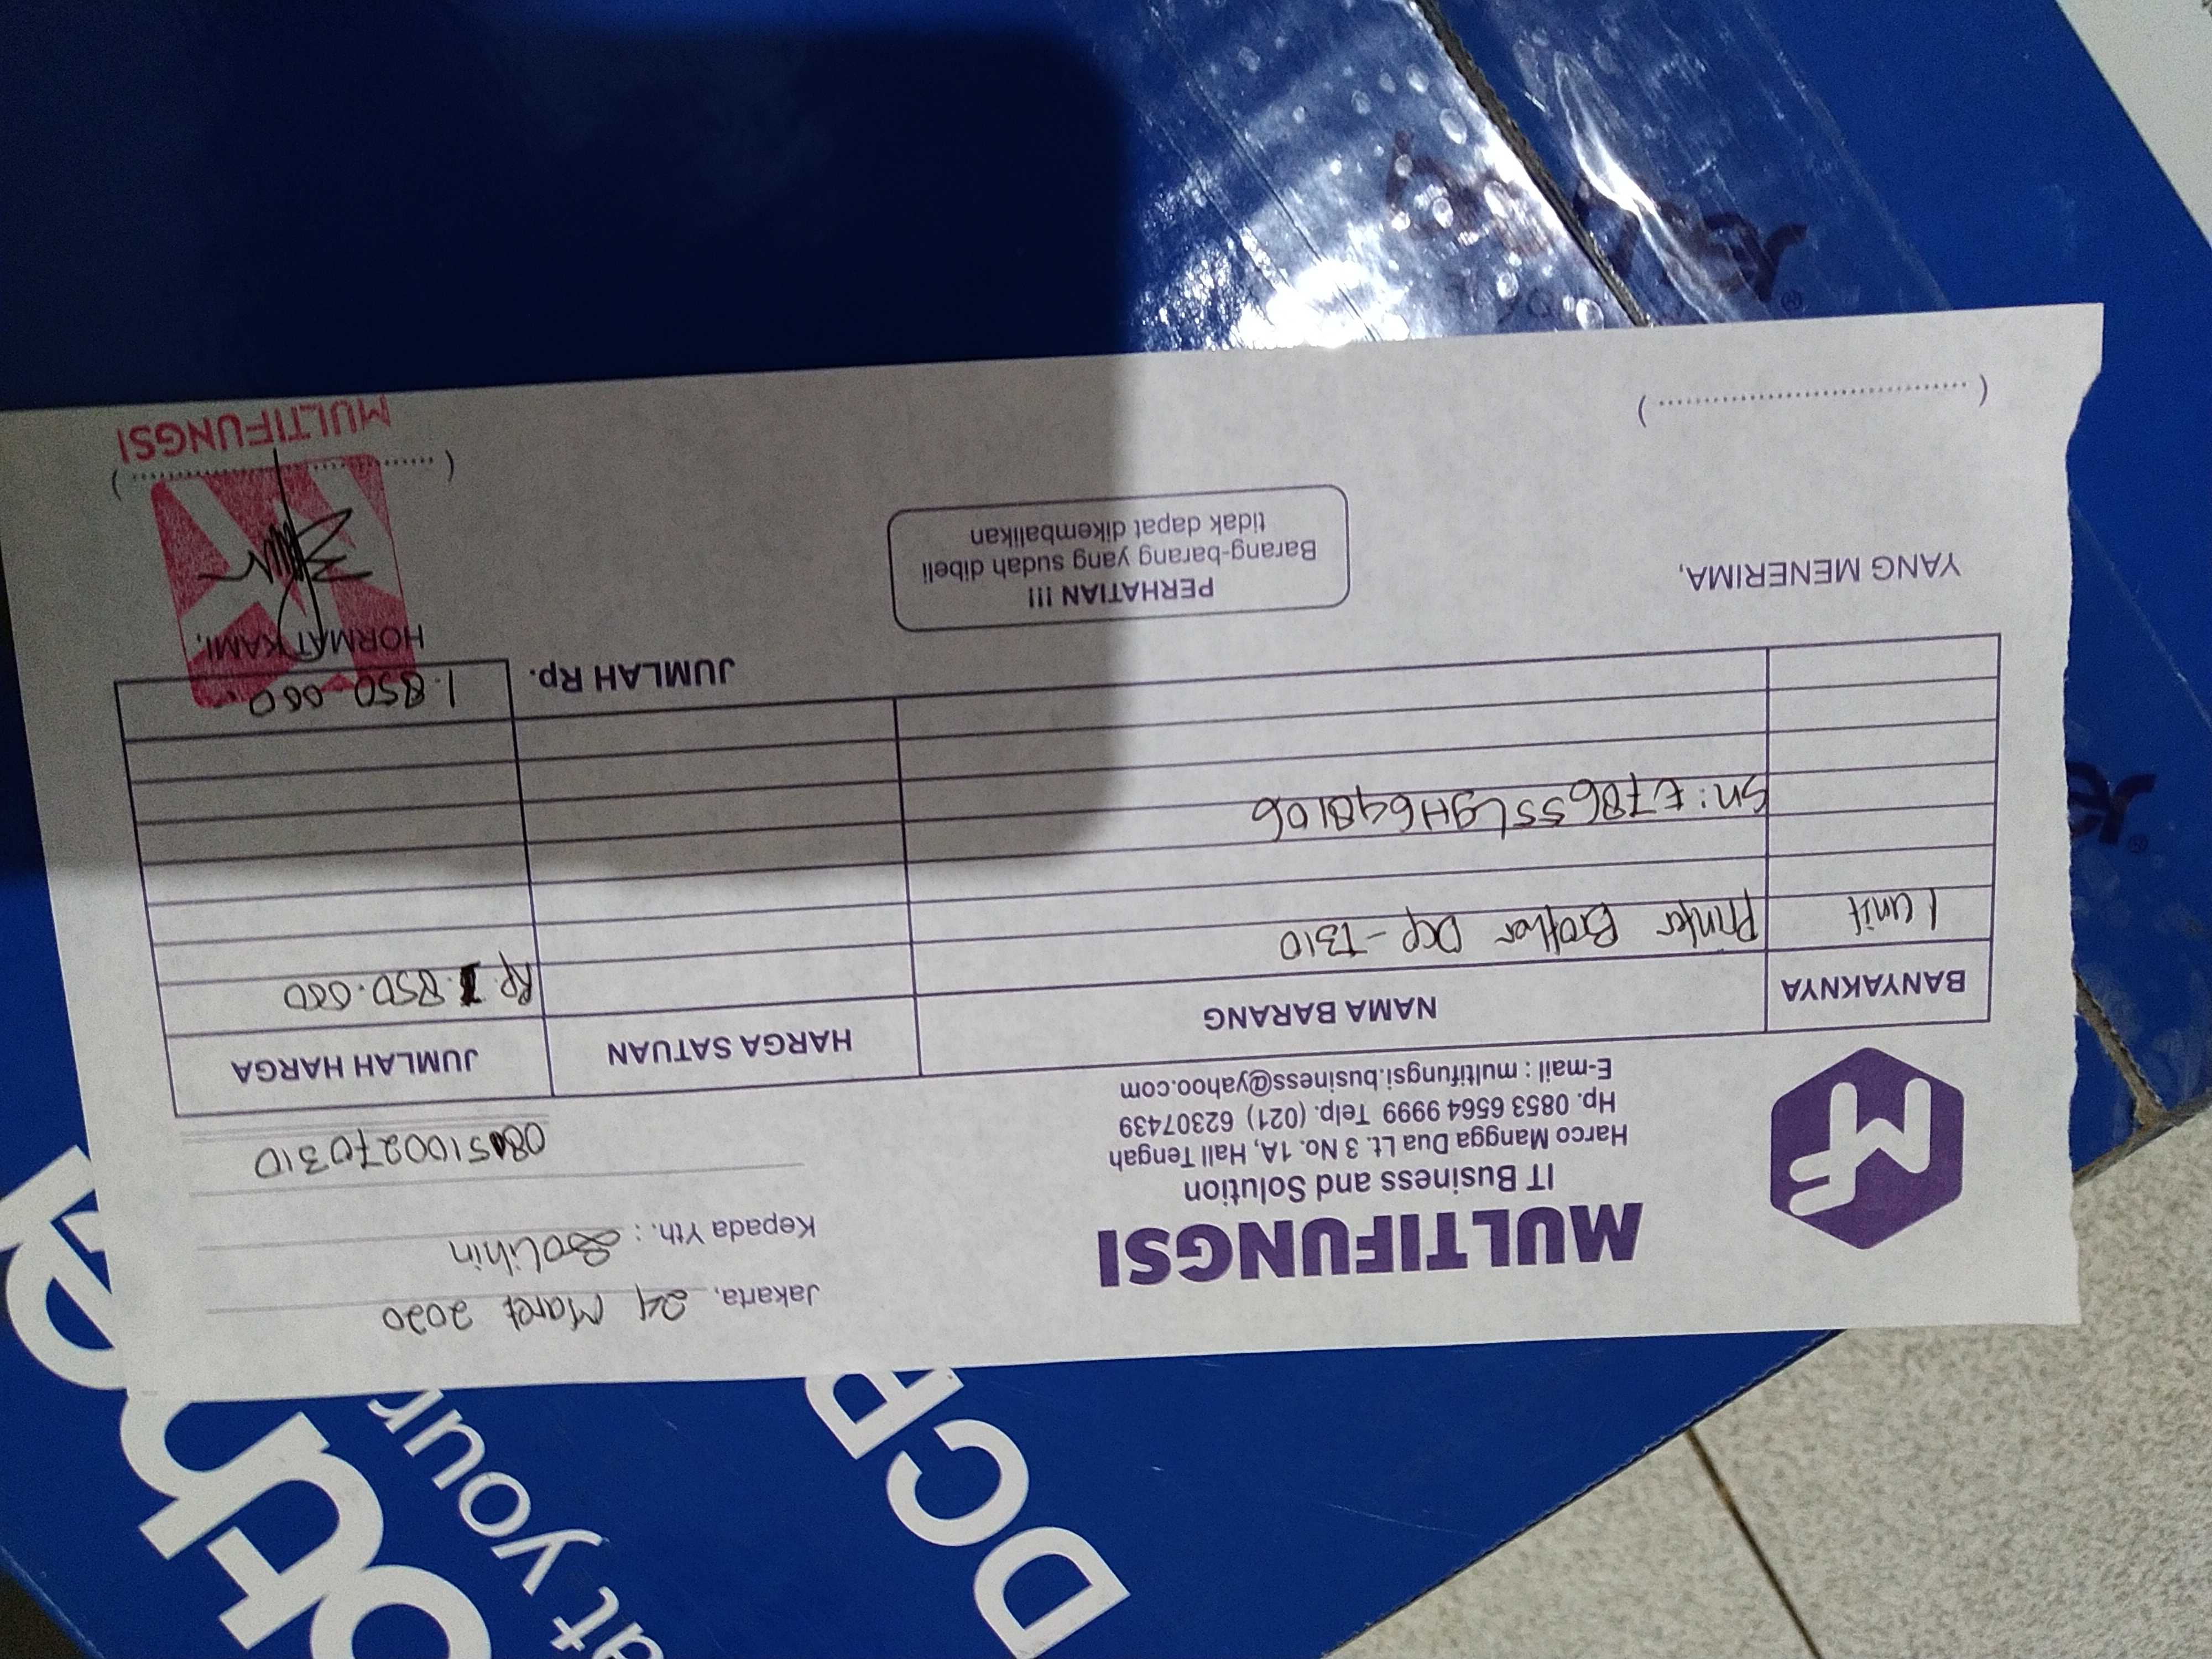 MULTIFUNGSI
IT Business and Solution
Harco Mangga Dua Lt. 3 No. 1A, Hall Tengah
Hp. 0853 6564 9999 Telp. (021) 62307439
E-mail : multifungsi.business@yahoo.com
MF
Jakarta, 24 Maret 2020
Kepada Yth. : Solihin
BANYAKNYA NAMA BARANG HARGA SATUAN JUMLAH HARGA
1 unit Printer Brother DCP-T310 Rp. 1.850.000
JUMLAH Rp. 1.850.000
YANG MENERIMA,
PERHATIAN !!!
Barang-barang yang sudah dibeli
tidak dapat dikembalikan
HORMAT KAMI,
MULTIFUNGSI
DCP
at your